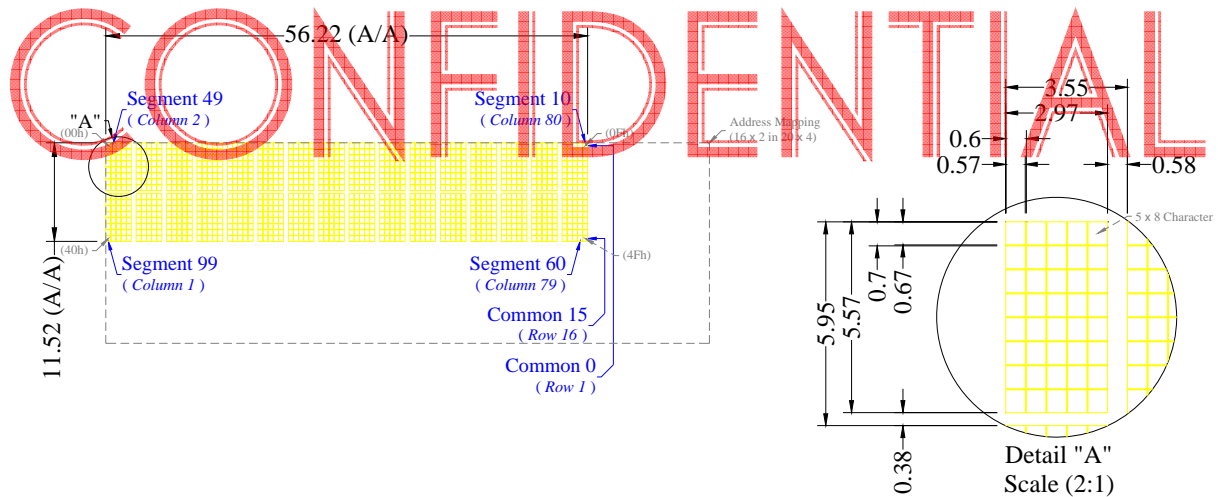 CONFIDENTIAL
56.22 (A/A)
Segment 49
( Column 2 )
"A"
(00h)
Segment 10
( Column 80 )
(0Fh)
Address Mapping
(16 x 2 in 20 x 4)
11.52 (A/A)
(40h)
Segment 99
( Column 1 )
Segment 60
( Column 79 )
(4Fh)
Common 15
( Row 16 )
Common 0
( Row 1 )
3.55
2.97
0.6
0.57
0.58
5 x 8 Character
0.7
0.67
5.95
5.57
0.38
Detail "A"
Scale (2:1)